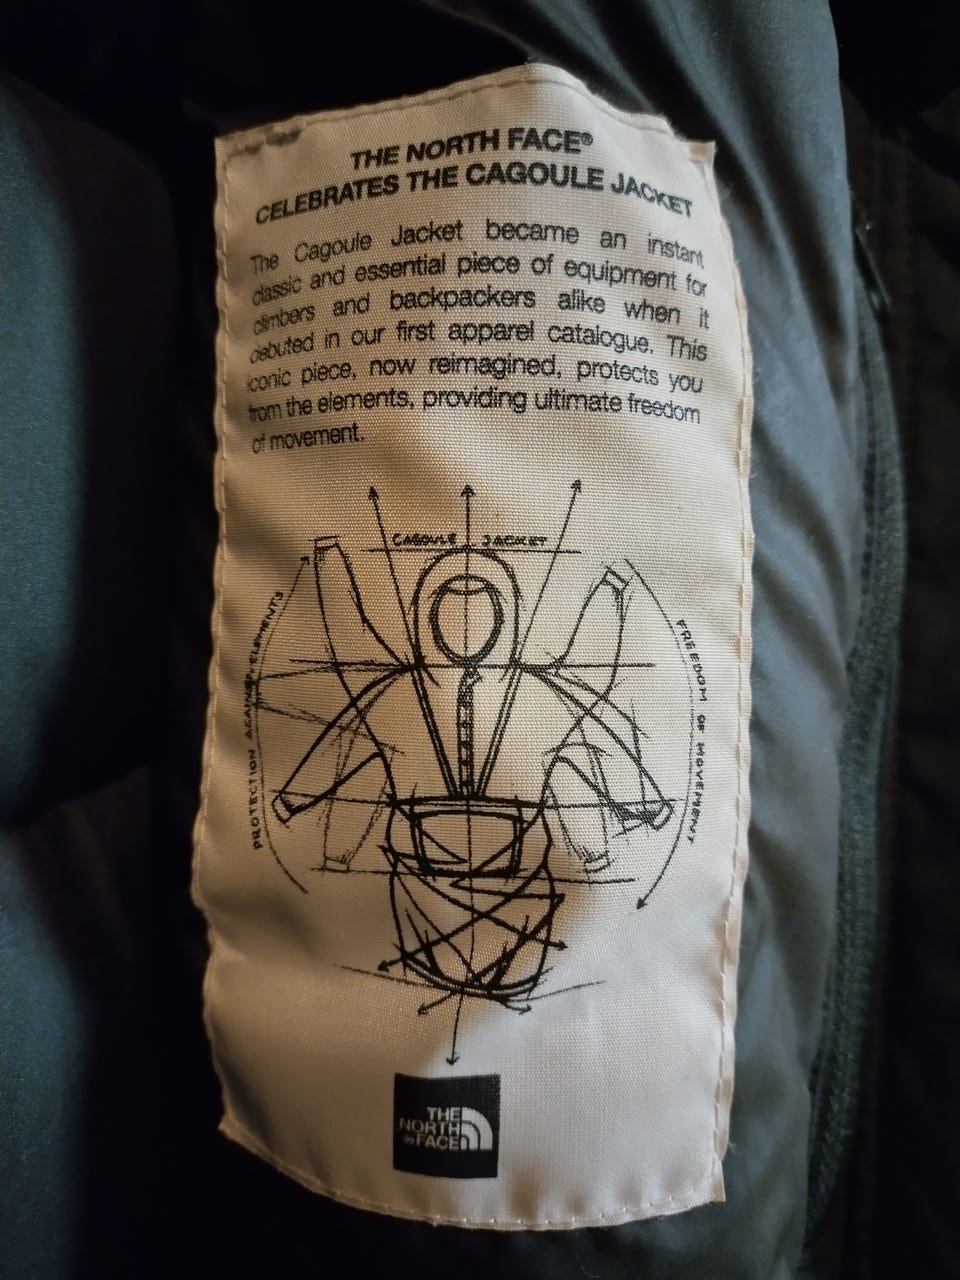 THE NORTH FACE®
CELEBRATES THE CAGOULE JACKET
The Cagoule Jacket became an instant
classic and essential piece of equipment for
climbers and backpackers alike when it
debuted in our first apparel catalogue. This
iconic piece, now reimagined, protects you
from the elements, providing ultimate freedom
of movement.
CAGOULE JACKET
PROTECTION AGAINST ELEMENTS
FREEDOM OF MOVEMENT
THE
NORTH
FACE